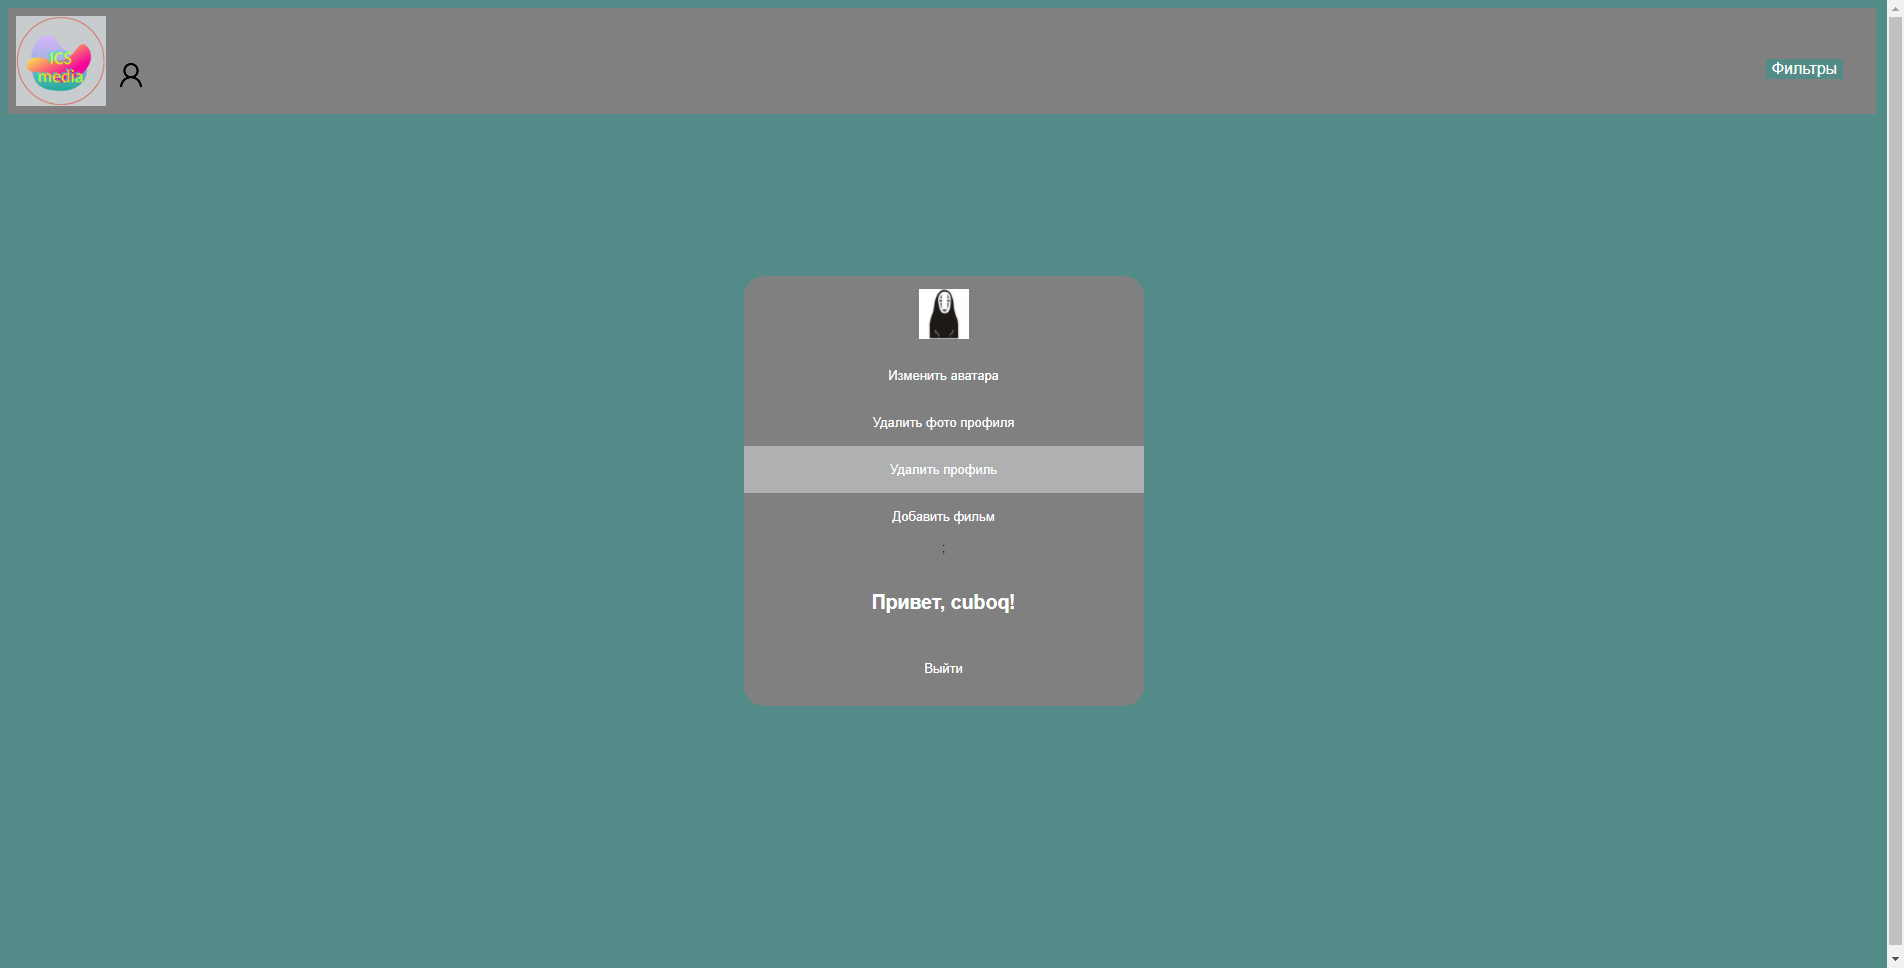 ICS
media
Фильтры
Изменить аватара
Удалить фото профиля
Удалить профиль
Добавить фильм
;
Привет, cuboq!
Выйти